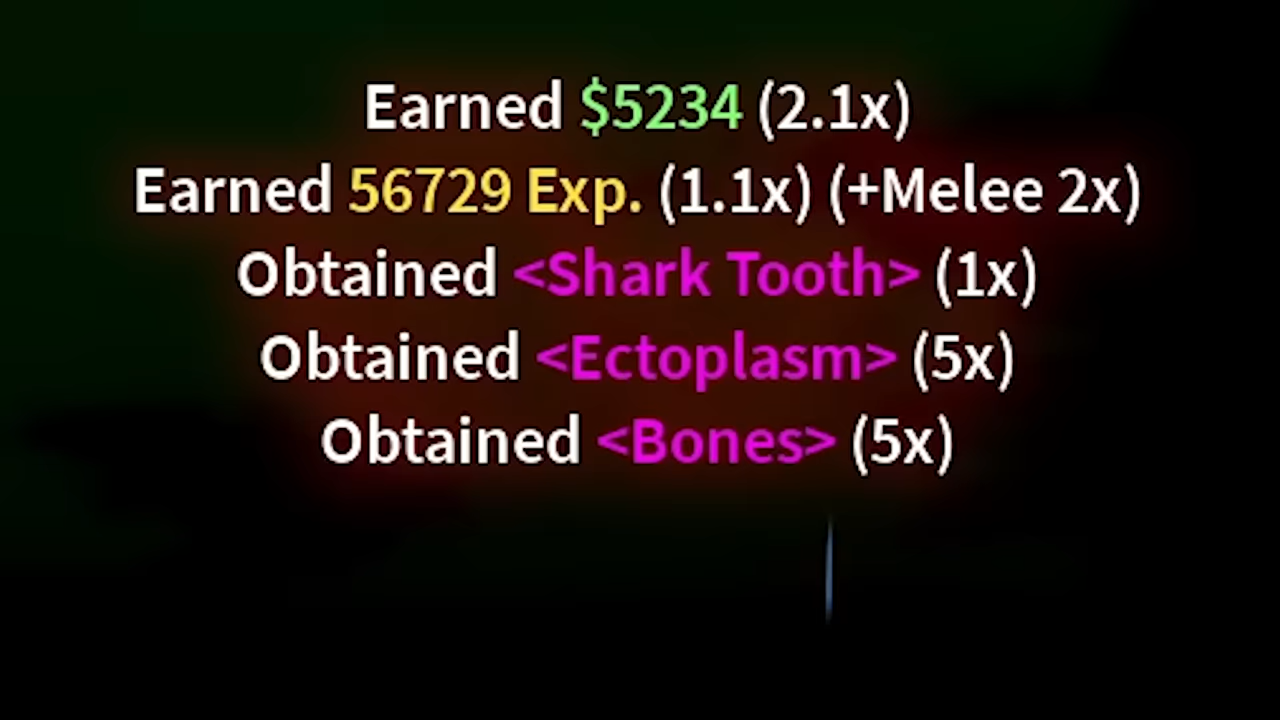 Earned $5234 (2.1x)
Earned 56729 Exp. (1.1x) (+Melee 2x)
Obtained <Shark Tooth> (1x)
Obtained <Ectoplasm> (5x)
Obtained <Bones> (5x)